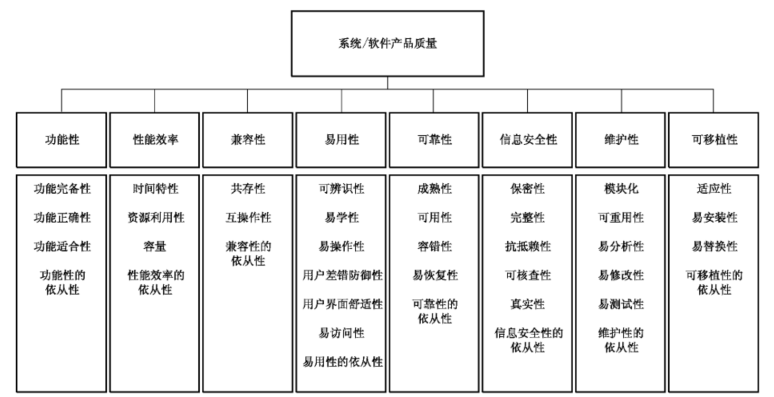 系统/软件产品质量
功能性
性能效率
兼容性
易用性
可靠性
信息安全性
维护性
可移植性
功能完备性
功能正确性
功能适合性
功能性的
依从性
时间特性
资源利用性
容量
性能效率的
依从性
共存性
互操作性
兼容性的
依从性
可辨识性
易学性
易操作性
用户差错防御性
用户界面舒适性
易访问性
易用性的依从性
成熟性
可用性
容错性
易恢复性
可靠性的
依从性
保密性
完整性
抗抵赖性
可核查性
真实性
信息安全性的
依从性
模块化
可重用性
易分析性
易修改性
易测试性
维护性的
依从性
适应性
易安装性
易替换性
可移植性的
依从性